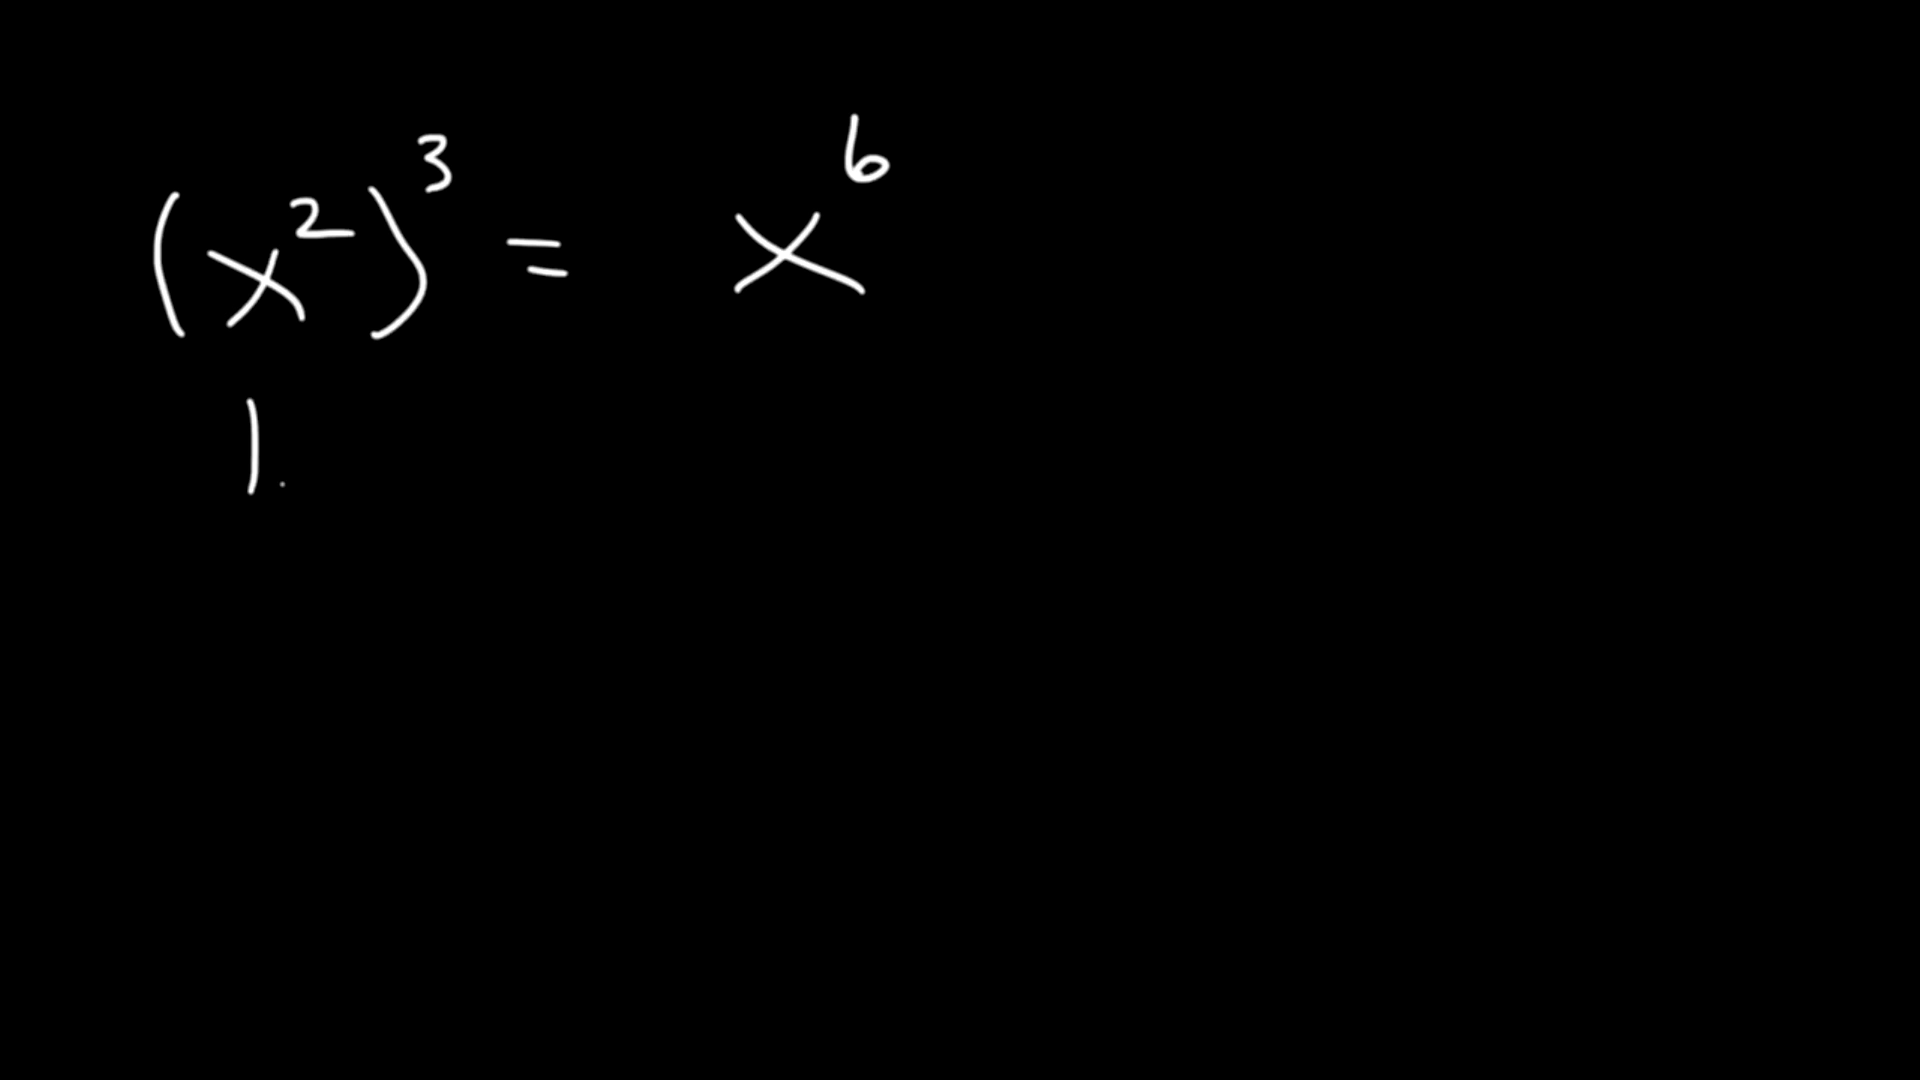 (x²)³ = x⁶
1.